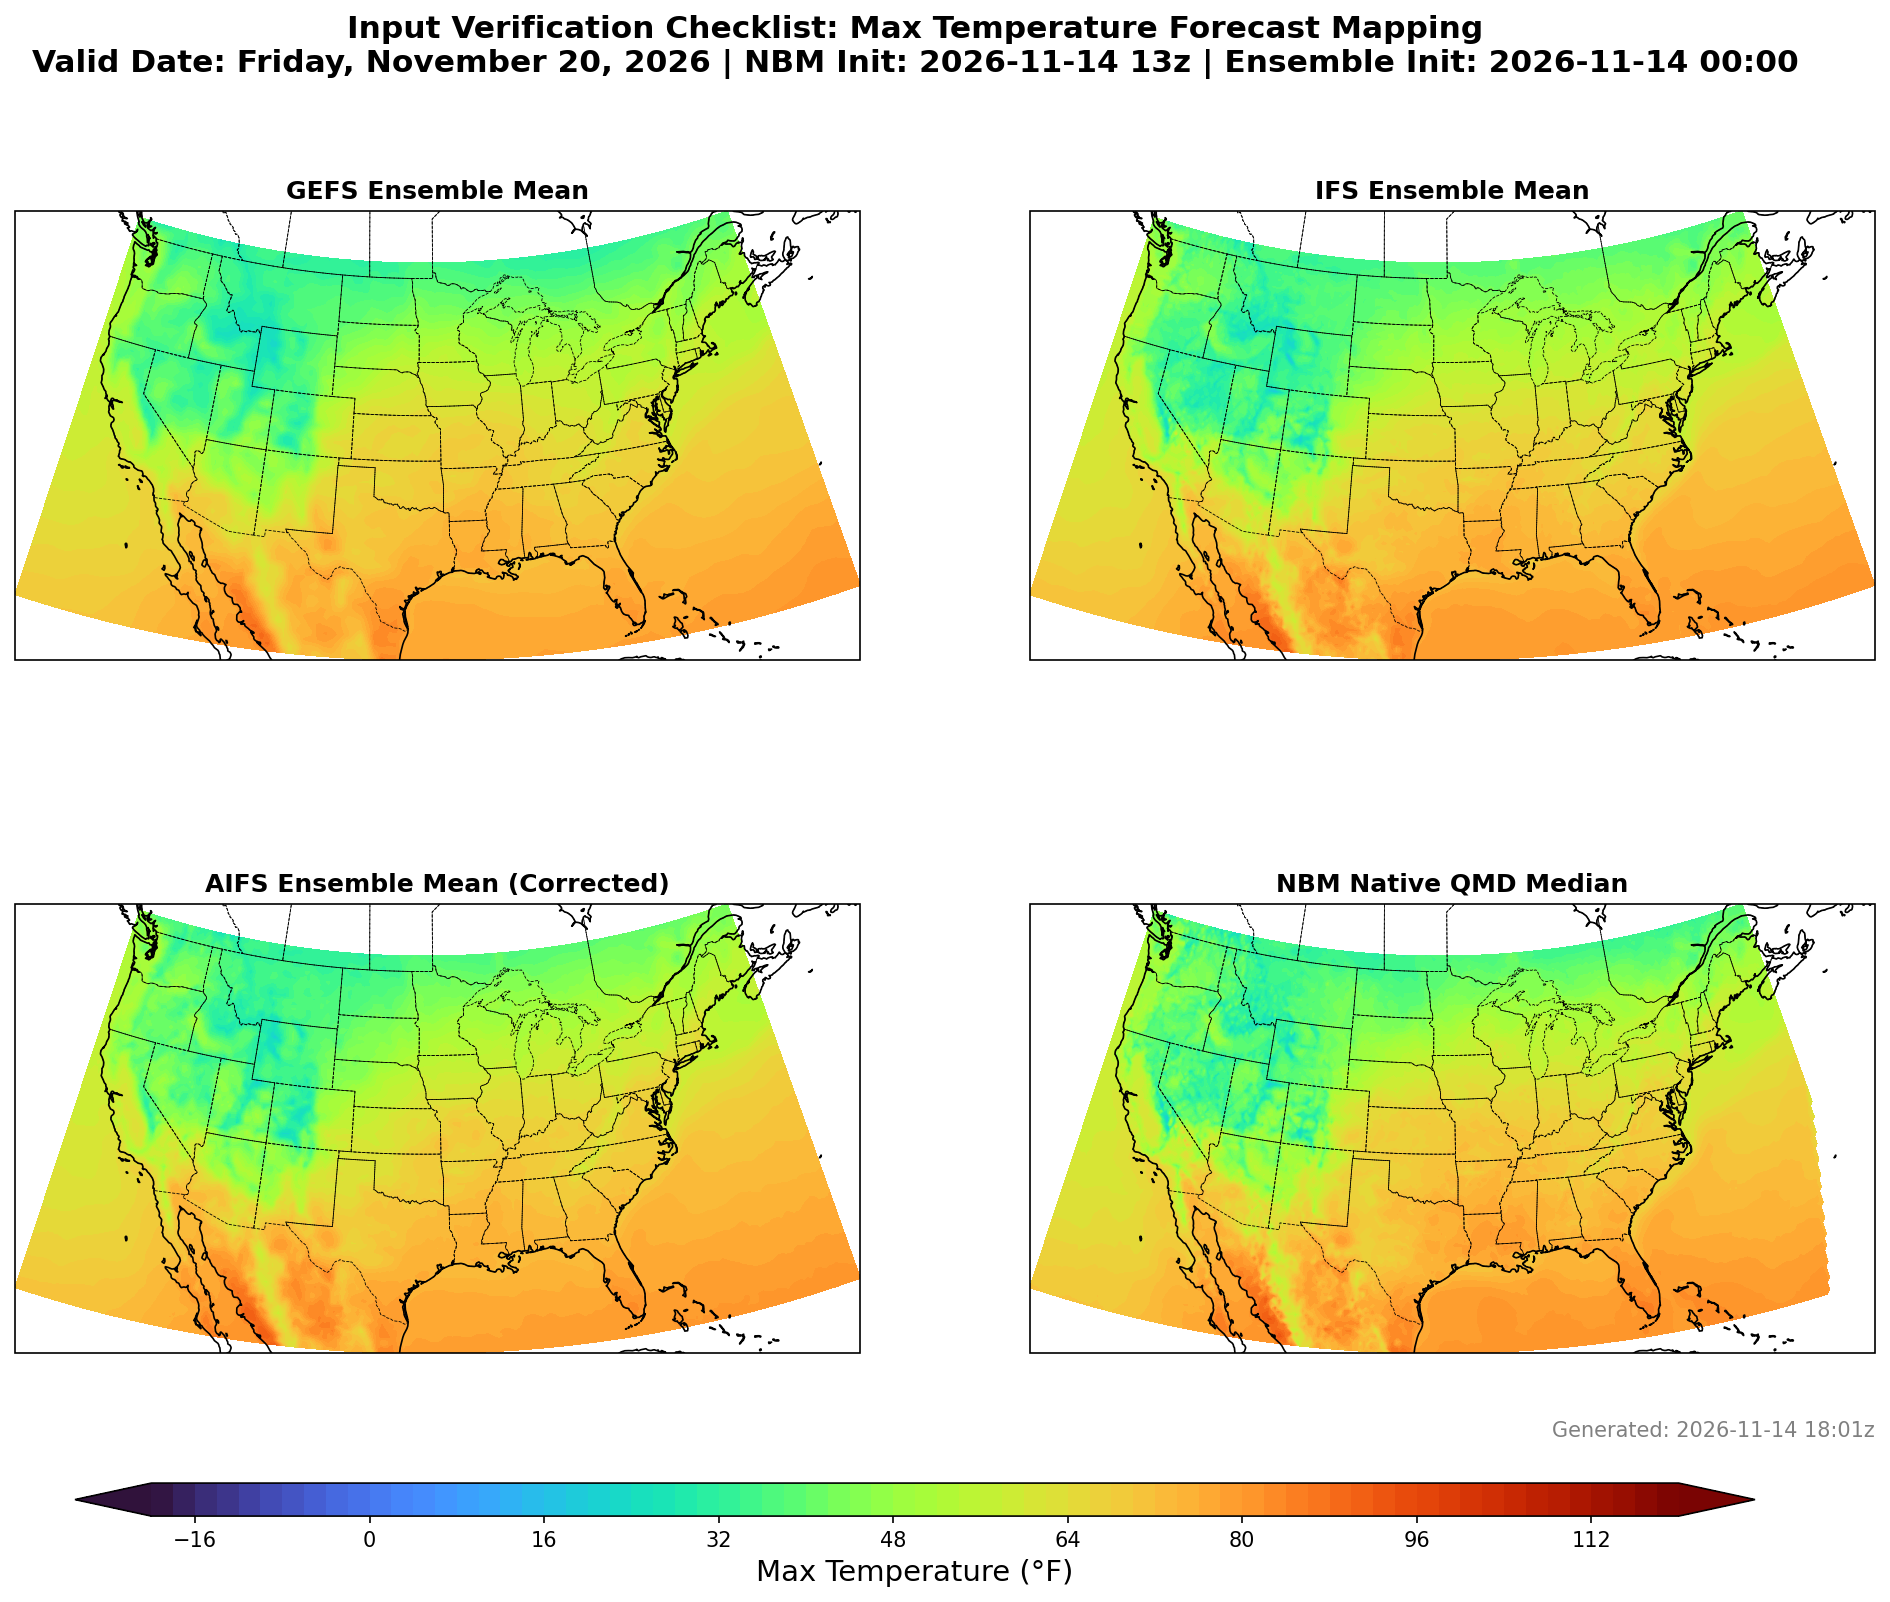 Input Verification Checklist: Max Temperature Forecast Mapping
Valid Date: Friday, November 20, 2026 | NBM Init: 2026-11-14 13z | Ensemble Init: 2026-11-14 00:00
GEFS Ensemble Mean
IFS Ensemble Mean
AIFS Ensemble Mean (Corrected)
NBM Native QMD Median
Generated: 2026-11-14 18:01z
−16 0 16 32 48 64 80 96 112
Max Temperature (°F)